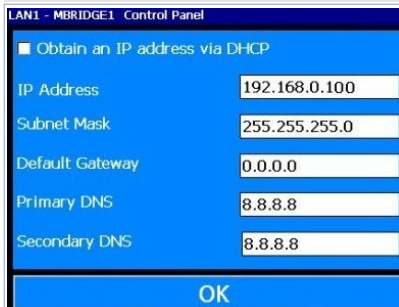 LAN1 - MBRIDGE1 Control Panel
Obtain an IP address via DHCP
IP Address 192.168.0.100
Subnet Mask 255.255.255.0
Default Gateway 0.0.0.0
Primary DNS 8.8.8.8
Secondary DNS 8.8.8.8
OK